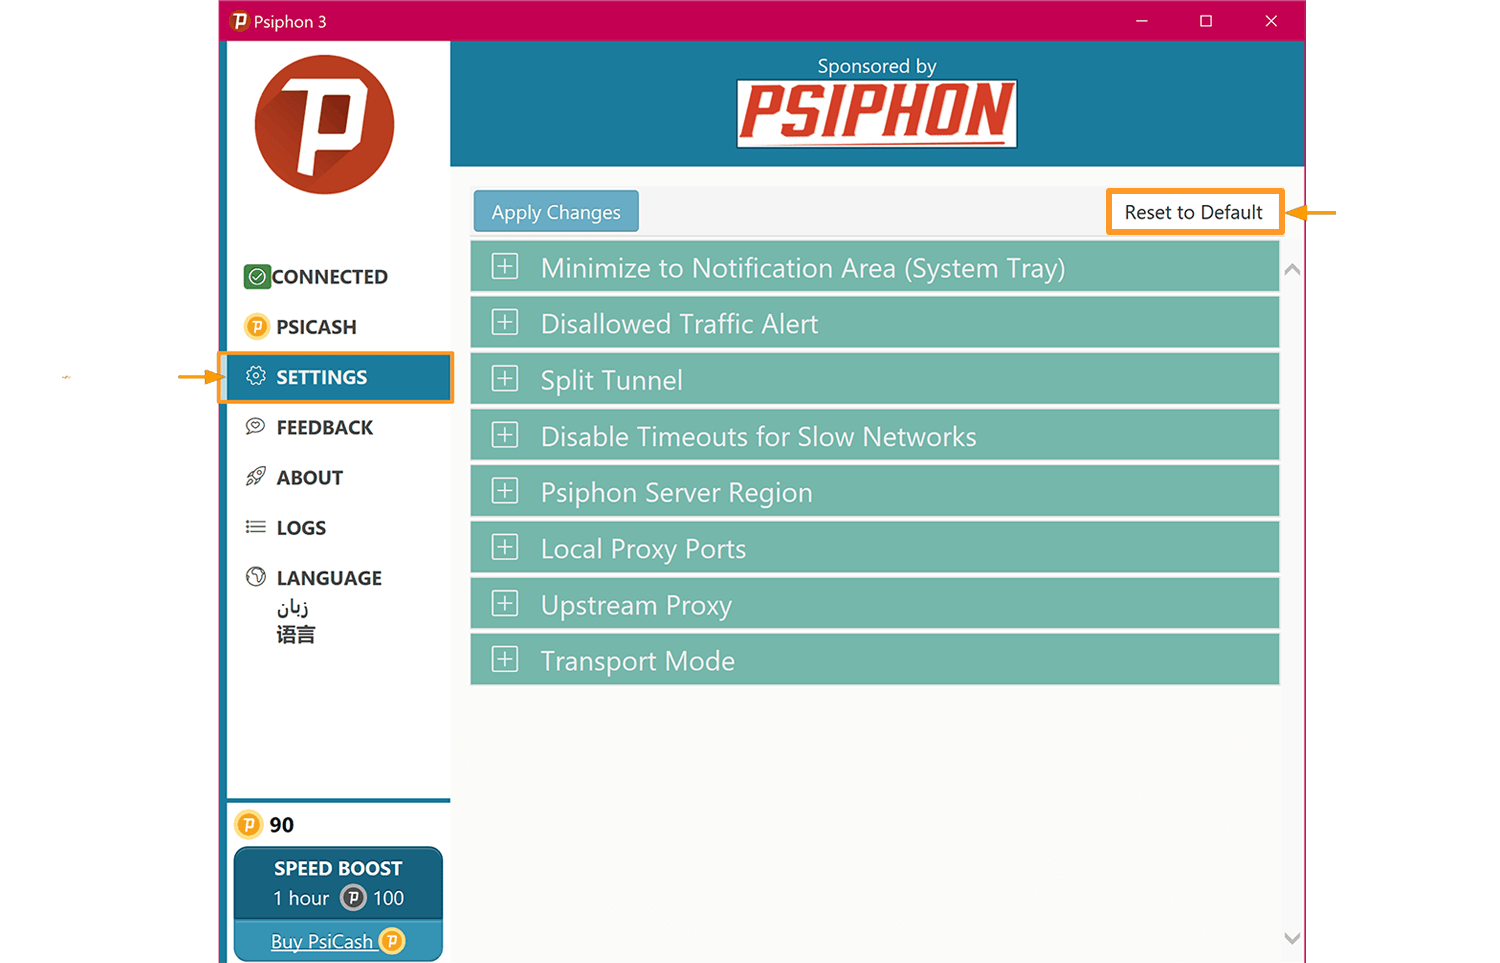 Psiphon 3
Sponsored by
PSIPHON
Apply Changes
Reset to Default
CONNECTED
PSICASH
SETTINGS
FEEDBACK
ABOUT
LOGS
LANGUAGE
زبان
语言
Minimize to Notification Area (System Tray)
Disallowed Traffic Alert
Split Tunnel
Disable Timeouts for Slow Networks
Psiphon Server Region
Local Proxy Ports
Upstream Proxy
Transport Mode
90
SPEED BOOST
1 hour 100
Buy PsiCash